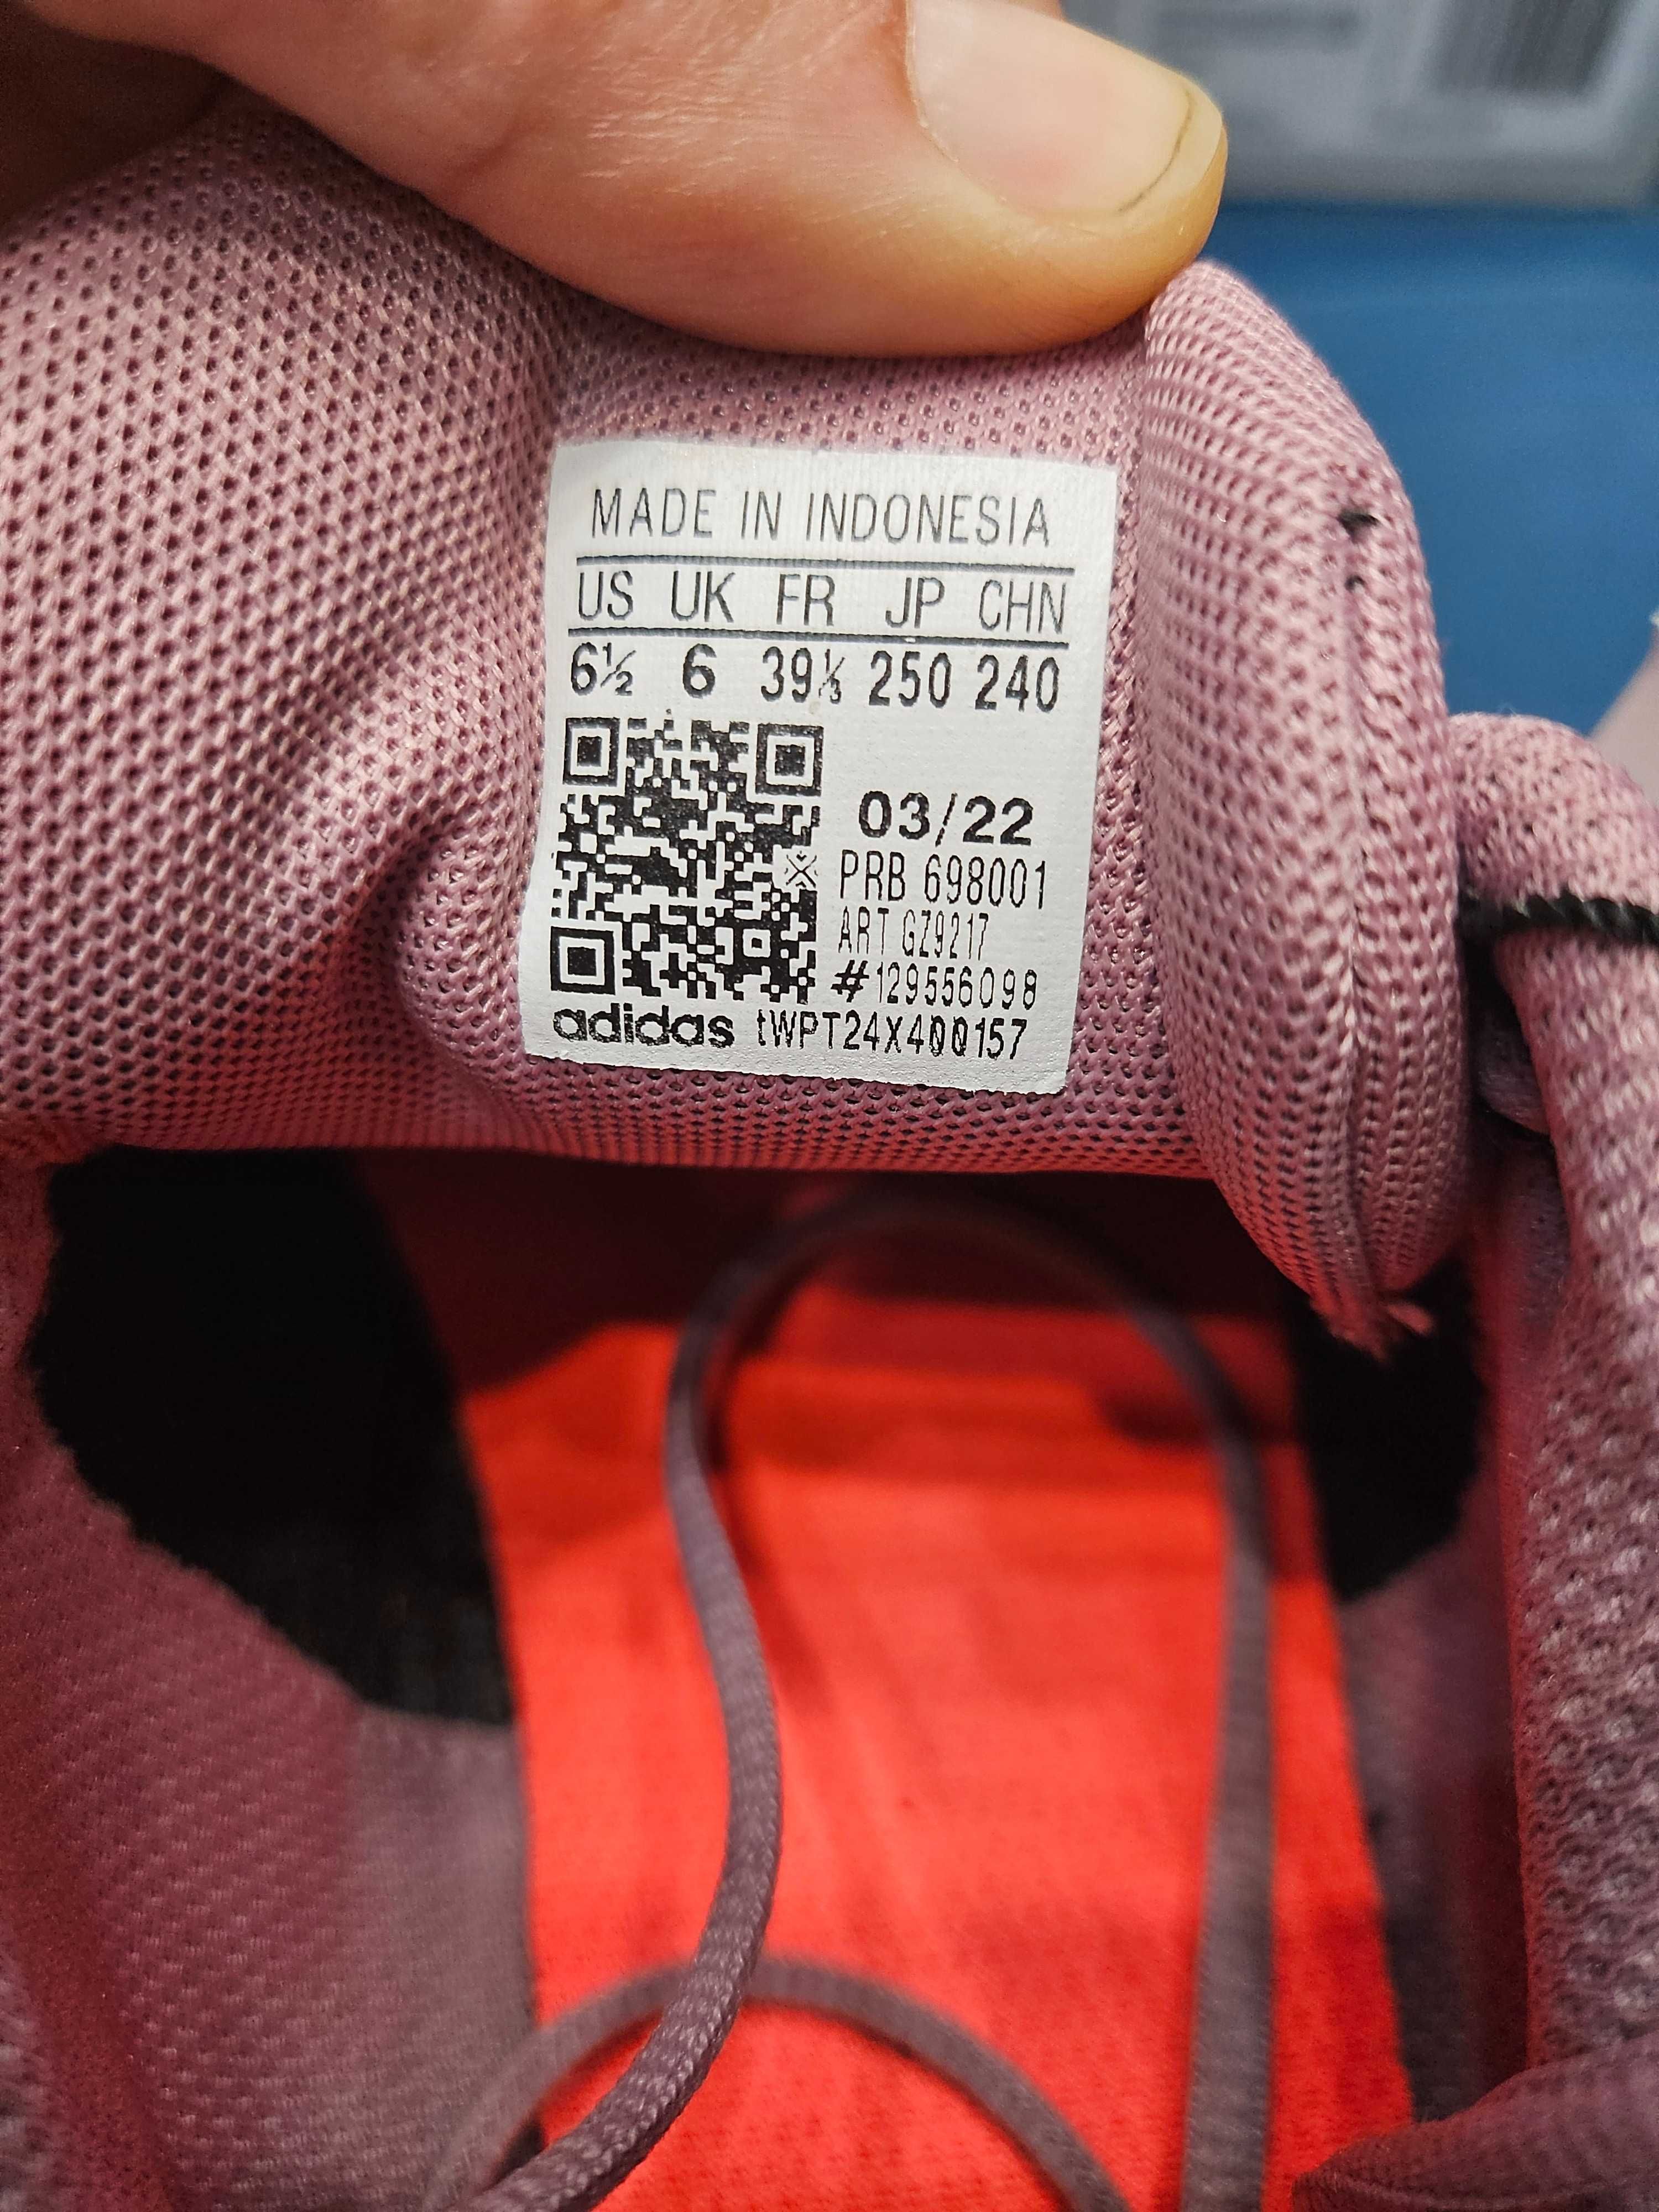 MADE IN INDONESIA
US UK FR JP CHN
6½ 6 39⅓ 250 240
03/22
PRB 698001
ART GZ9217
#129556098
adidas tWPT24X400157